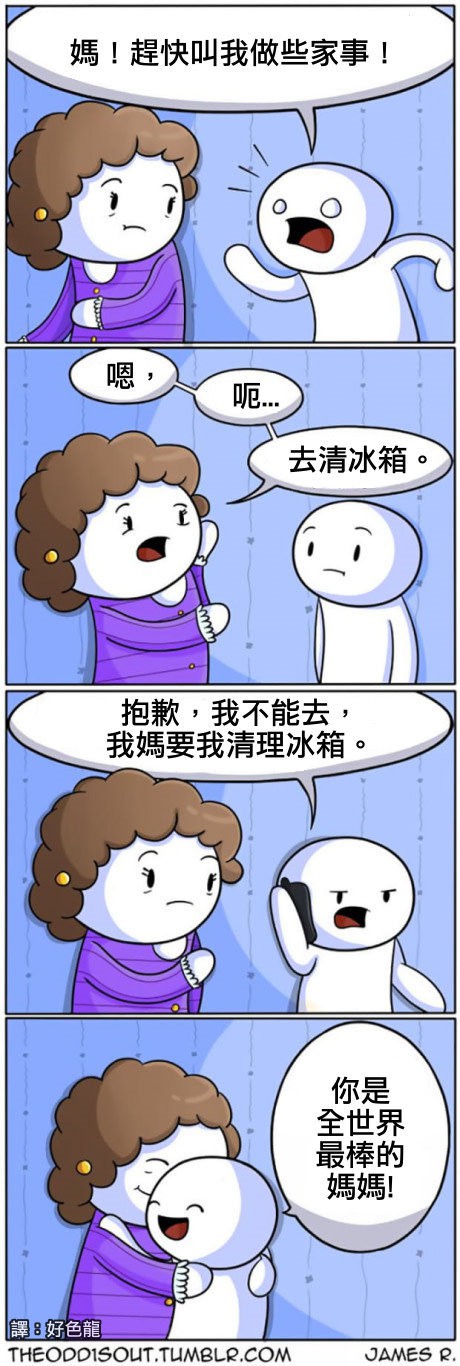 媽！趕快叫我做些家事！
嗯，
呃...
去清冰箱。
抱歉，我不能去，
我媽要我清理冰箱。
你是
全世界
最棒的
媽媽!
譯：好色龍
THEODD1SOUT.TUMBLR.COM
JAMES R.